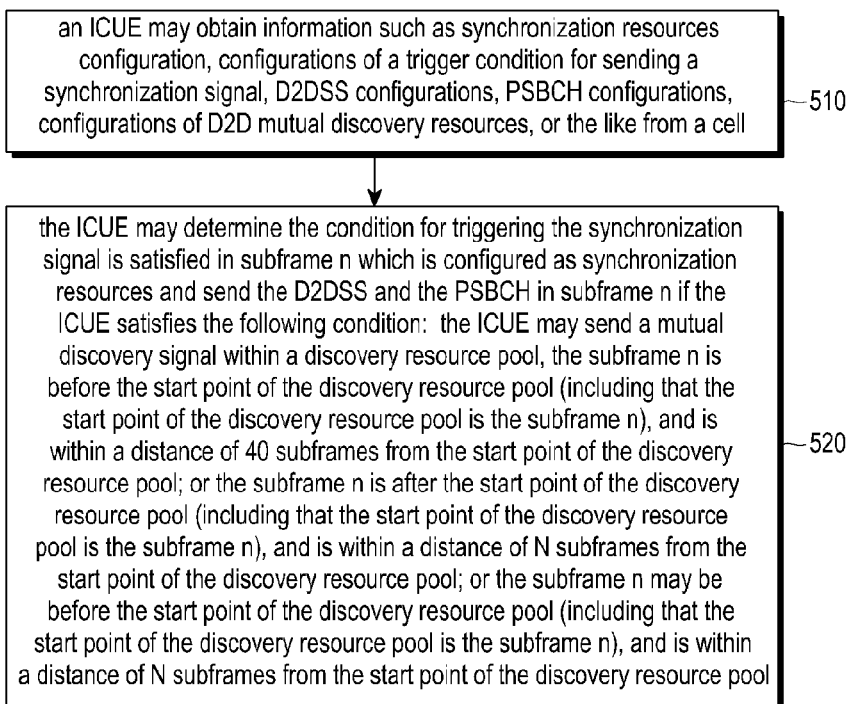 an ICUE may obtain information such as synchronization resources
configuration, configurations of a trigger condition for sending a
synchronization signal, D2DSS configurations, PSBCH configurations,
configurations of D2D mutual discovery resources, or the like from a cell
510
the ICUE may determine the condition for triggering the synchronization
signal is satisfied in subframe n which is configured as synchronization
resources and send the D2DSS and the PSBCH in subframe n if the
ICUE satisfies the following condition: the ICUE may send a mutual
discovery signal within a discovery resource pool, the subframe n is
before the start point of the discovery resource pool (including that the
start point of the discovery resource pool is the subframe n), and is
within a distance of 40 subframes from the start point of the discovery
resource pool; or the subframe n is after the start point of the discovery
resource pool (including that the start point of the discovery resource
pool is the subframe n), and is within a distance of N subframes from the
start point of the discovery resource pool; or the subframe n may be
before the start point of the discovery resource pool (including that the
start point of the discovery resource pool is the subframe n), and is within
a distance of N subframes from the start point of the discovery resource pool
520